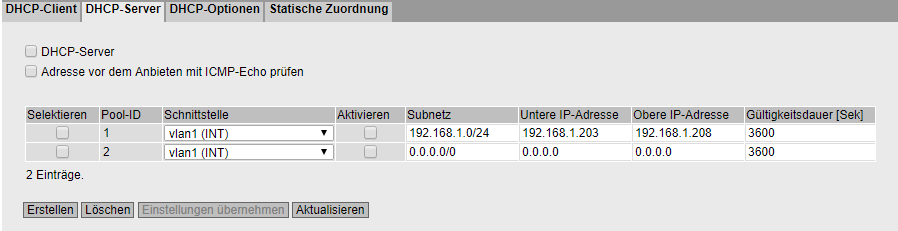 DHCP-Client DHCP-Server DHCP-Optionen Statische Zuordnung
DHCP-Server
Adresse vor dem Anbieten mit ICMP-Echo prüfen
Selektieren Pool-ID Schnittstelle Aktivieren Subnetz Untere IP-Adresse Obere IP-Adresse Gültigkeitsdauer [Sek]
1 vlan1 (INT) 192.168.1.0/24 192.168.1.203 192.168.1.208 3600
2 vlan1 (INT) 0.0.0.0/0 0.0.0.0 0.0.0.0 3600
2 Einträge.
Erstellen Löschen Einstellungen übernehmen Aktualisieren